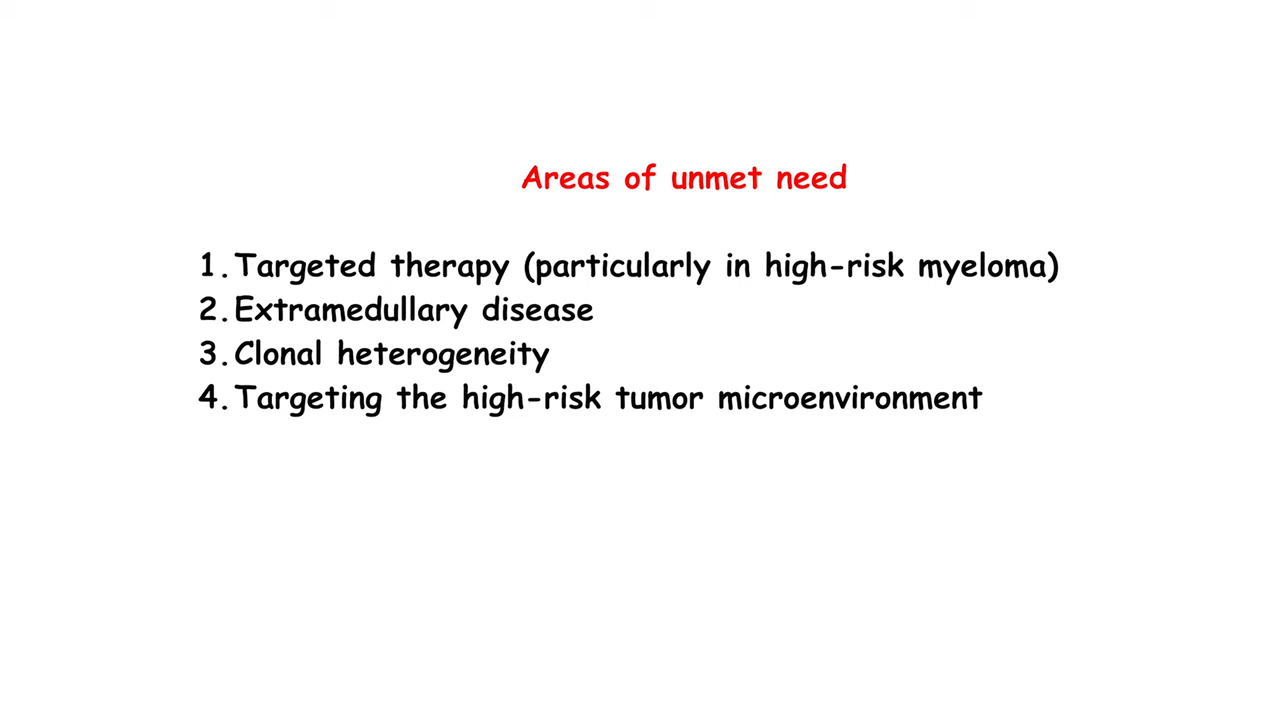 Areas of unmet need
1. Targeted therapy (particularly in high-risk myeloma)
2. Extramedullary disease
3. Clonal heterogeneity
4. Targeting the high-risk tumor microenvironment